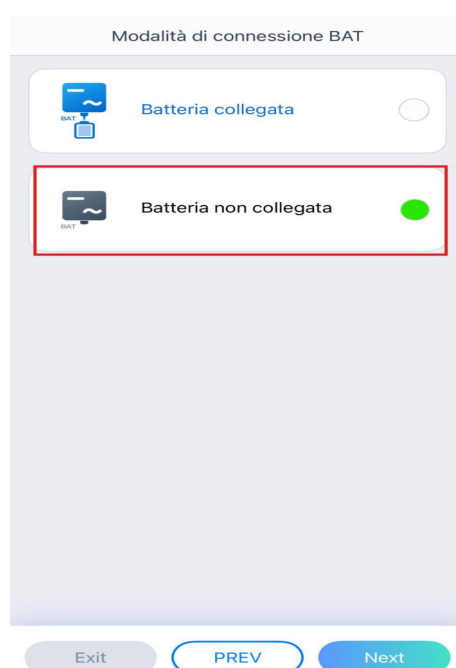 Modalità di connessione BAT
Batteria collegata
BAT
Batteria non collegata
BAT
Exit
PREV
Next